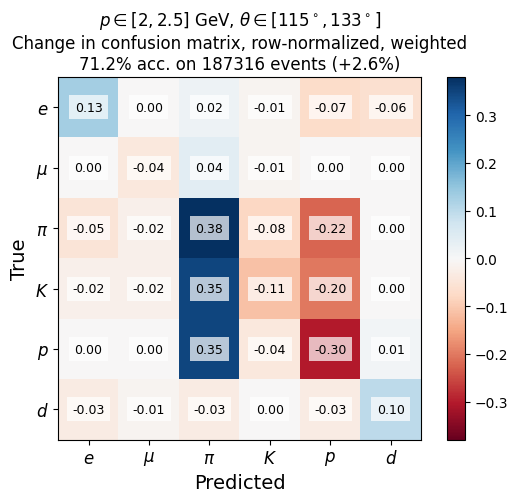 p ∈ [2, 2.5] GeV, θ ∈ [115°, 133°]
Change in confusion matrix, row-normalized, weighted
71.2% acc. on 187316 events (+2.6%)
e 0.13 0.00 0.02 -0.01 -0.07 -0.06
μ 0.00 -0.04 0.04 -0.01 0.00 0.00
π -0.05 -0.02 0.38 -0.08 -0.22 0.00
K -0.02 -0.02 0.35 -0.11 -0.20 0.00
p 0.00 0.00 0.35 -0.04 -0.30 0.01
d -0.03 -0.01 -0.03 0.00 -0.03 0.10
e μ π K p d
Predicted
True
0.3
0.2
0.1
0.0
−0.1
−0.2
−0.3